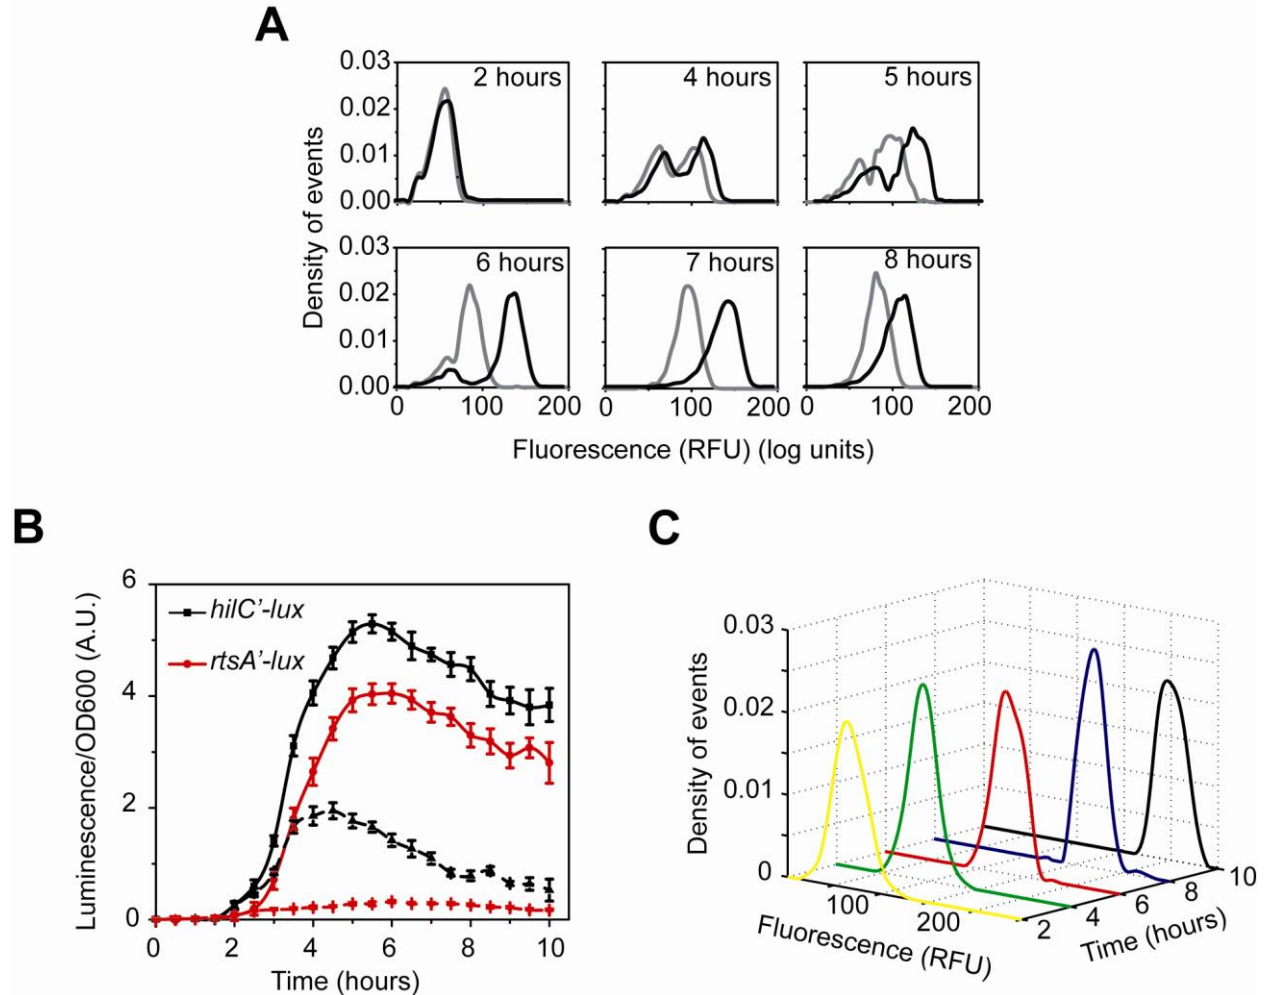 A
0.03
0.02
0.01
0.00
2 hours
4 hours
5 hours
Density of events
0.03
0.02
0.01
0.00
6 hours
7 hours
8 hours
0 100 200 0 100 200 0 100 200
Fluorescence (RFU) (log units)
B
6
4
2
0
hilC'-lux
rtsA'-lux
Luminescence/OD600 (A.U.)
0 2 4 6 8 10
Time (hours)
C
0.03
0.02
0.01
0
Density of events
100 200
Fluorescence (RFU)
2 4 6 8 10
Time (hours)